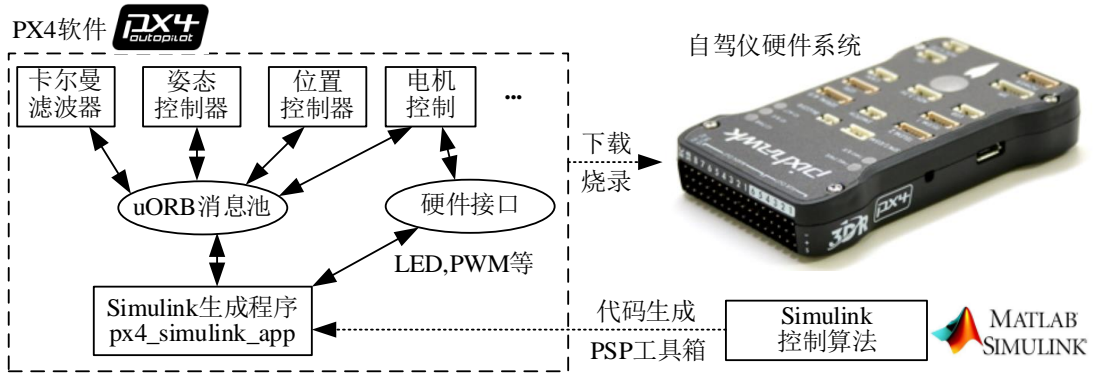 PX4软件
px4
autopilot
自驾仪硬件系统
卡尔曼
滤波器
姿态
控制器
位置
控制器
电机
控制
...
下载
烧录
pixhawk
3DR
px4
uORB消息池
硬件接口
LED,PWM等
Simulink生成程序
px4_simulink_app
代码生成
PSP工具箱
Simulink
控制算法
MATLAB
SIMULINK